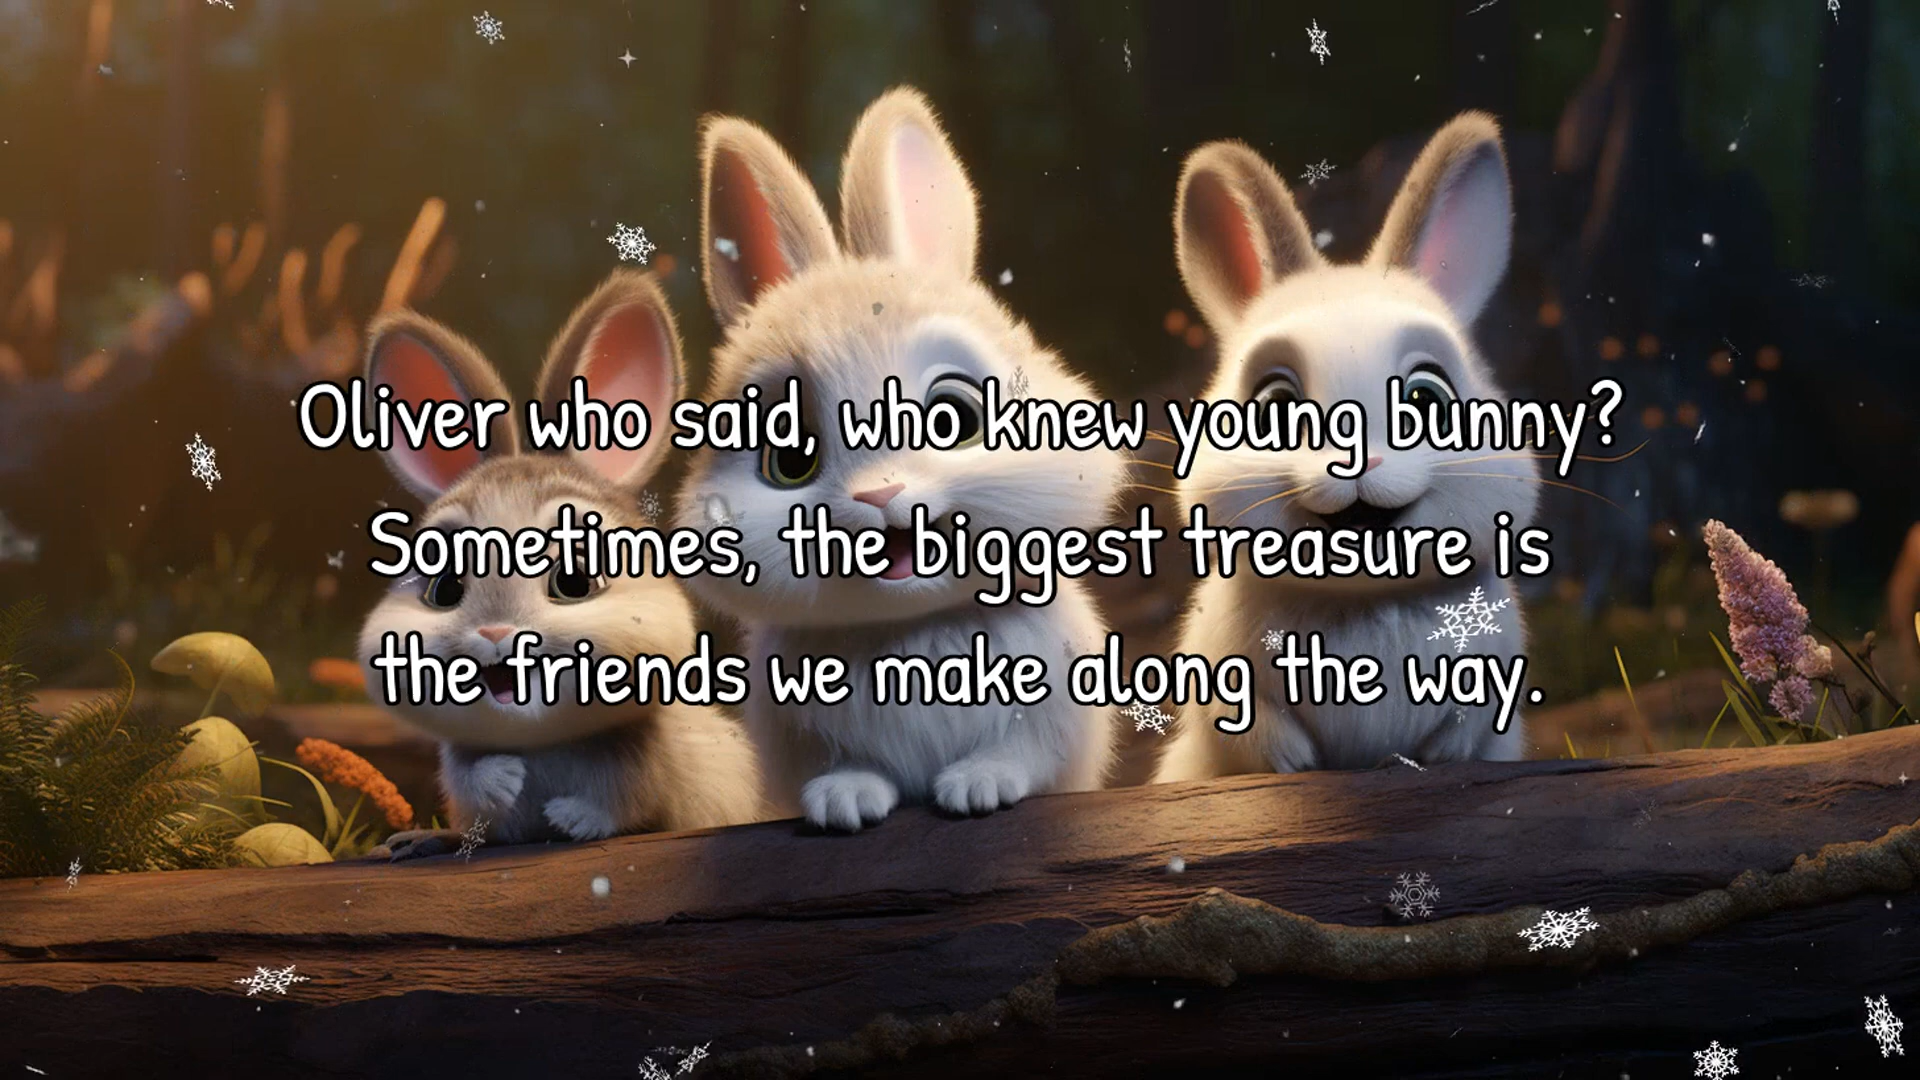 Oliver who said, who knew young bunny?
Sometimes, the biggest treasure is
the friends we make along the way.